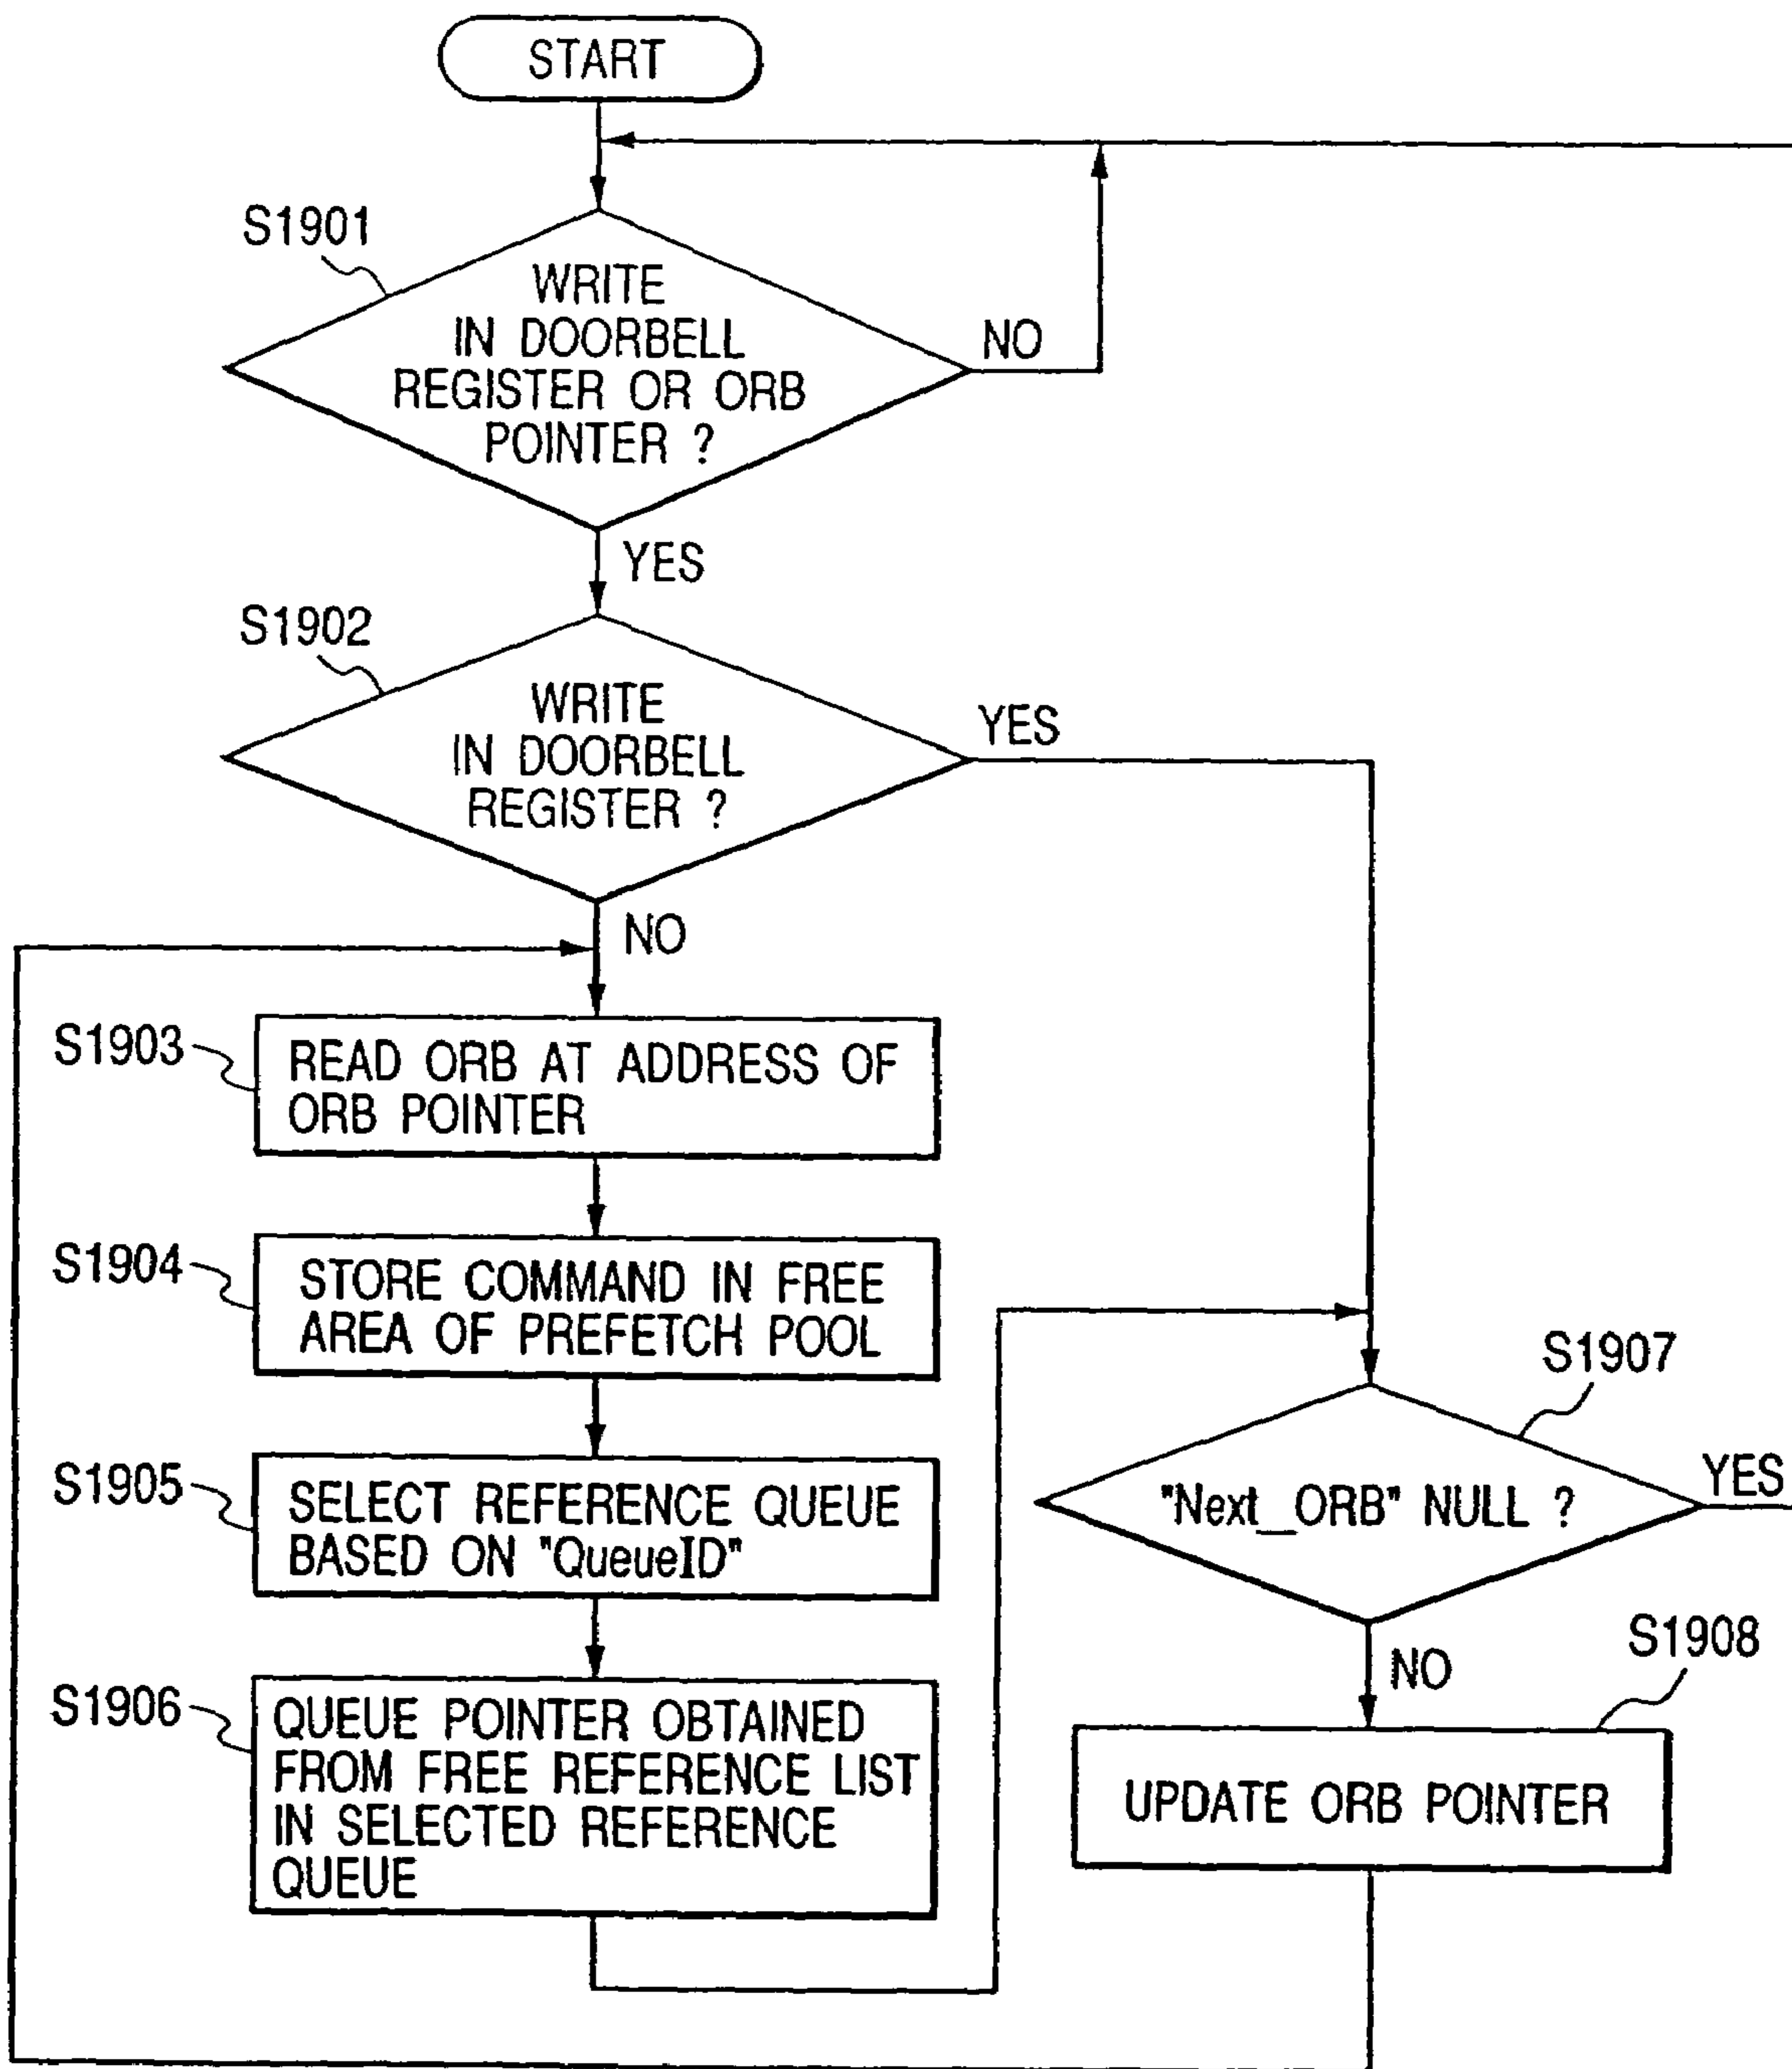 START
S1901
WRITE
IN DOORBELL
REGISTER OR ORB
POINTER ?
NO
YES
S1902
WRITE
IN DOORBELL
REGISTER ?
YES
NO
S1903
READ ORB AT ADDRESS OF
ORB POINTER
S1904
STORE COMMAND IN FREE
AREA OF PREFETCH POOL
S1905
SELECT REFERENCE QUEUE
BASED ON "QueueID"
S1906
QUEUE POINTER OBTAINED
FROM FREE REFERENCE LIST
IN SELECTED REFERENCE
QUEUE
S1907
"Next_ORB" NULL ?
YES
NO
S1908
UPDATE ORB POINTER